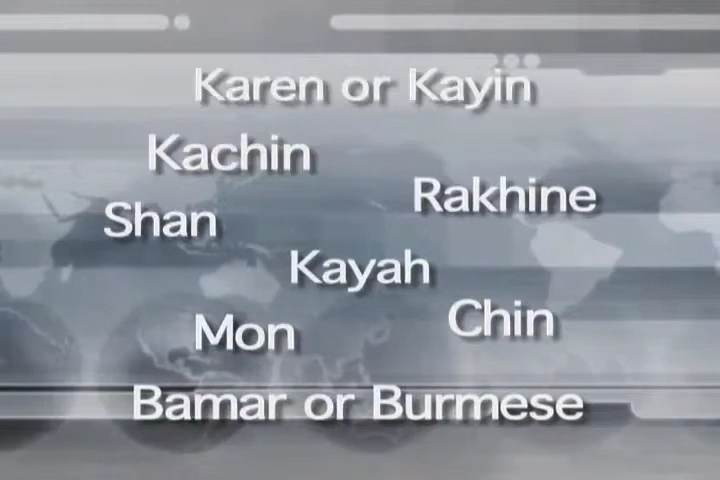 Karen or Kayin
Kachin
Rakhine
Shan
Kayah
Chin
Mon
Bamar or Burmese